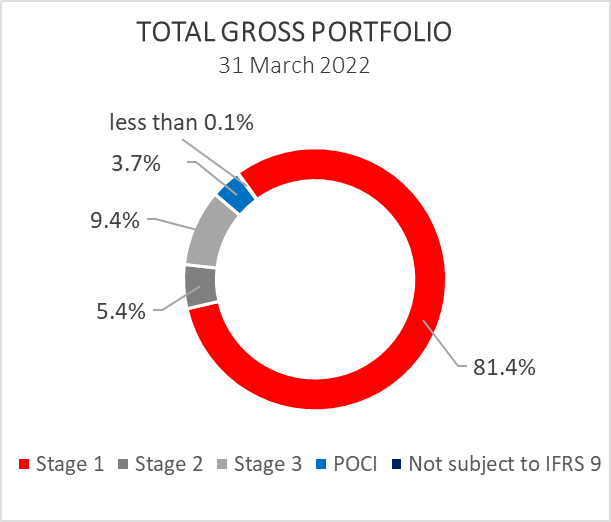 TOTAL GROSS PORTFOLIO
31 March 2022
less than 0.1%
3.7%
9.4%
5.4%
81.4%
Stage 1 Stage 2 Stage 3 POCI Not subject to IFRS 9